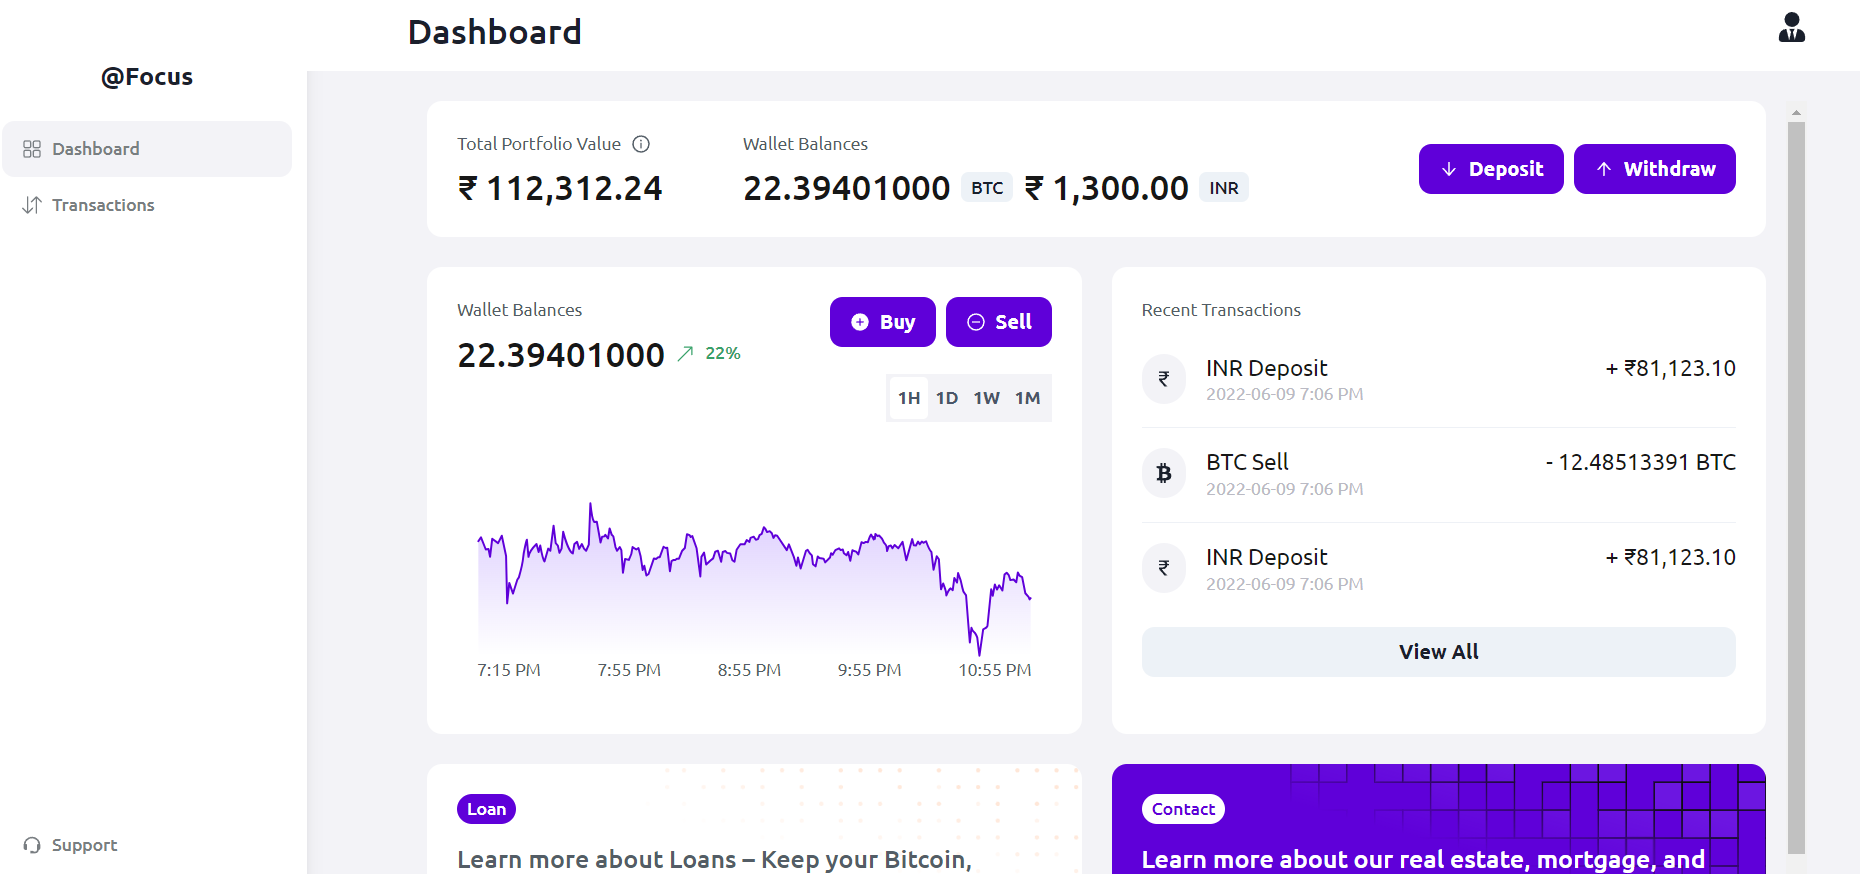 Dashboard
@Focus
Dashboard
Transactions
Support
Total Portfolio Value
₹ 112,312.24
Wallet Balances
22.39401000 BTC ₹ 1,300.00 INR
Deposit
Withdraw
Wallet Balances
22.39401000 22%
Buy
Sell
1H 1D 1W 1M
7:15 PM 7:55 PM 8:55 PM 9:55 PM 10:55 PM
Recent Transactions
₹ INR Deposit + ₹81,123.10
2022-06-09 7:06 PM
BTC Sell - 12.48513391 BTC
2022-06-09 7:06 PM
₹ INR Deposit + ₹81,123.10
2022-06-09 7:06 PM
View All
Loan
Learn more about Loans – Keep your Bitcoin,
Contact
Learn more about our real estate, mortgage, and